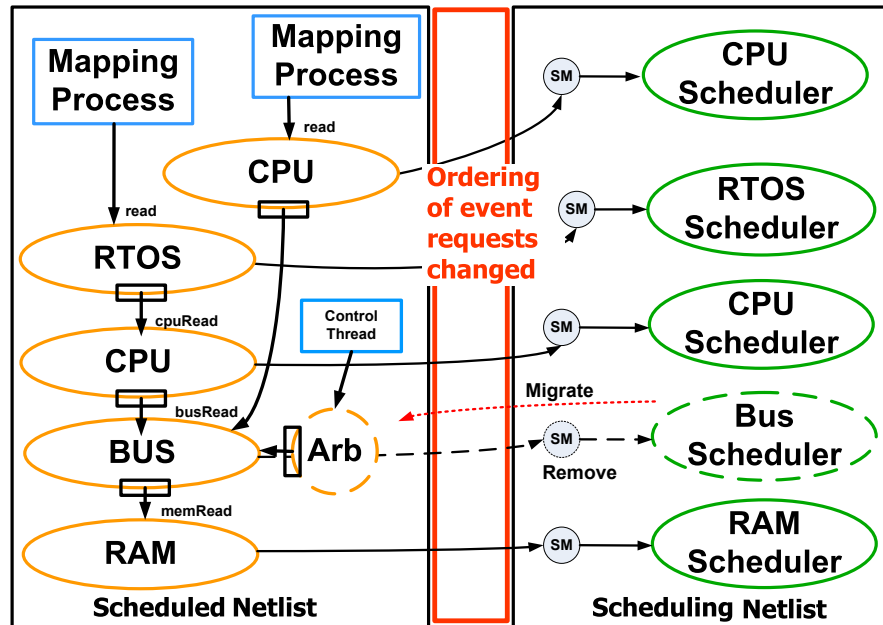 Mapping
Process
Mapping
Process
read
CPU
read
RTOS
cpuRead
CPU
Control
Thread
busRead
BUS
Arb
memRead
RAM
Scheduled Netlist
Ordering
of event
requests
changed
SM
CPU
Scheduler
SM
RTOS
Scheduler
SM
CPU
Scheduler
Migrate
SM
Remove
Bus
Scheduler
SM
RAM
Scheduler
Scheduling Netlist